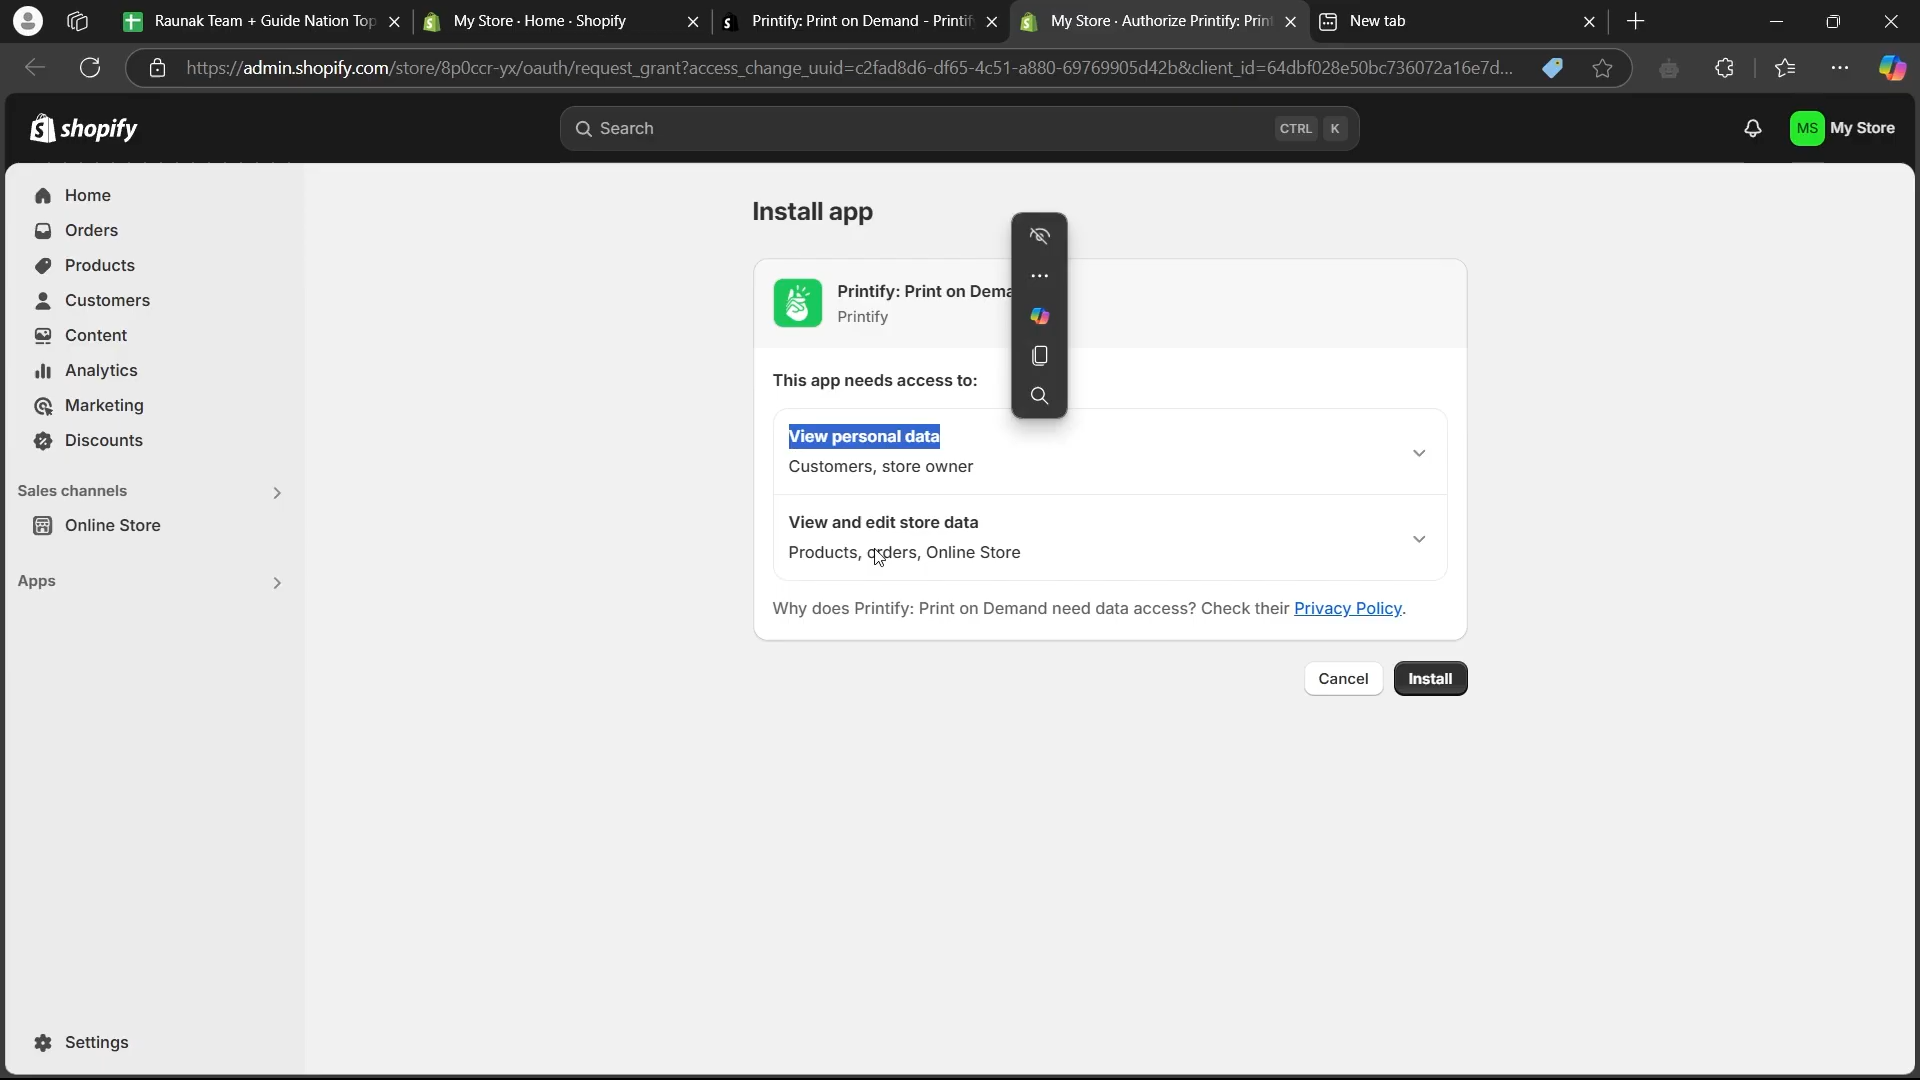 Raunak Team + Guide Nation Top
My Store · Home · Shopify
Printify: Print on Demand - Printif
My Store · Authorize Printify: Print
New tab
https://admin.shopify.com/store/8p0ccr-yx/oauth/request_grant?access_change_uuid=c2fad8d6-df65-4c51-a880-69769905d42b&client_id=64dbf028e50bc736072a16e7d...
shopify
Search
CTRL K
MS My Store
Home
Orders
Products
Customers
Content
Analytics
Marketing
Discounts
Sales channels
Online Store
Apps
Settings
Install app
Printify: Print on Dema
Printify
This app needs access to:
View personal data
Customers, store owner
View and edit store data
Products, orders, Online Store
Why does Printify: Print on Demand need data access? Check their Privacy Policy.
Cancel
Install